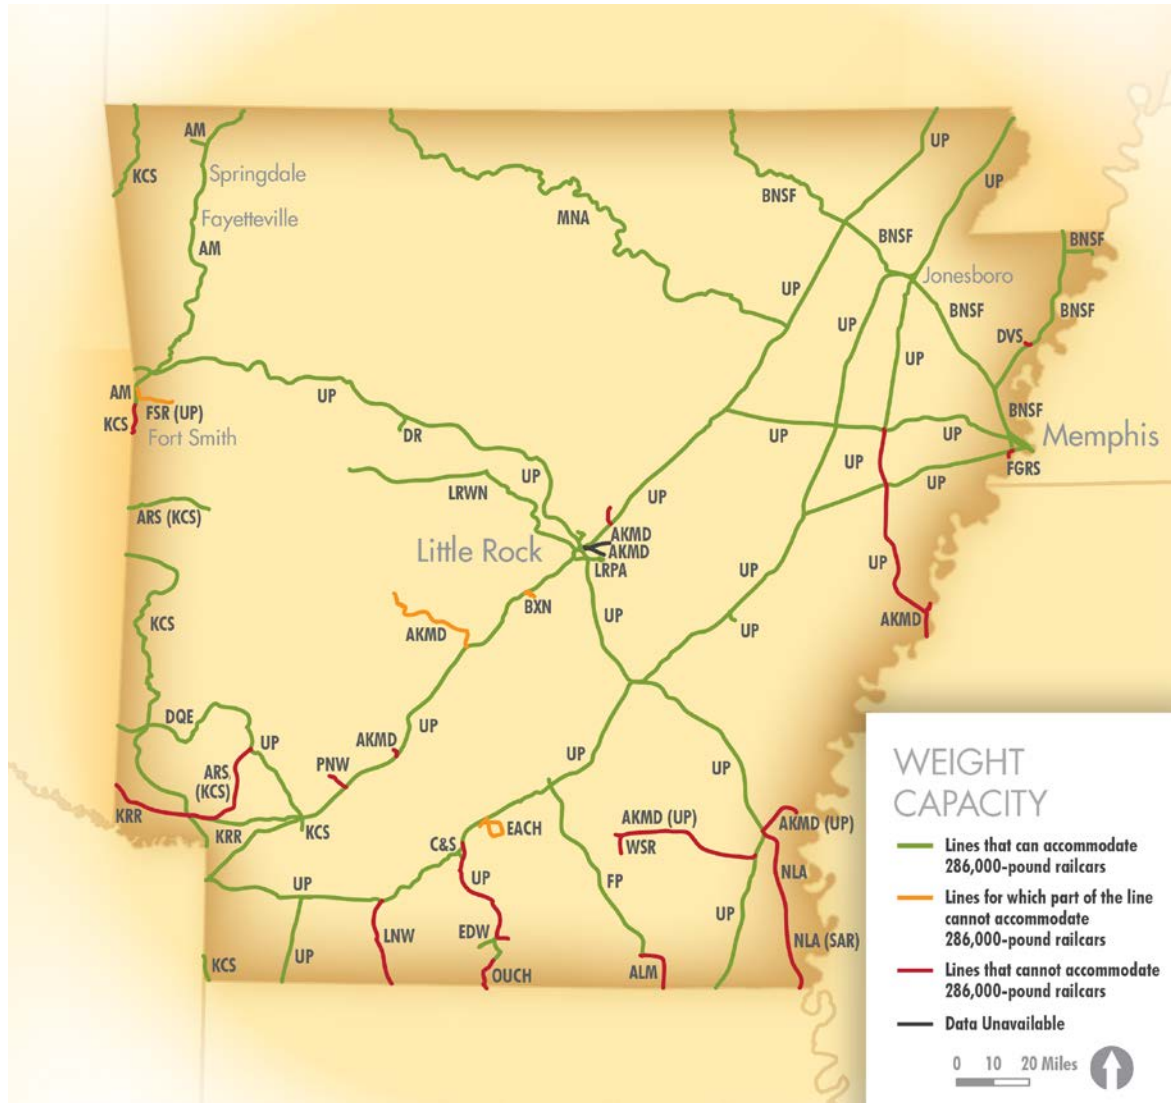 AM
UP
KCS
Springdale
BNSF
UP
Fayetteville
MNA
BNSF
BNSF
AM
Jonesboro
UP
BNSF
BNSF
UP
DVS
UP
AM
UP
FSR (UP)
BNSF
KCS
Fort Smith
DR
UP
UP
Memphis
UP
UP
FGRS
UP
LRWN
UP
ARS (KCS)
AKMD
Little Rock
AKMD
LRPA
UP
UP
BXN
UP
KCS
AKMD
UP
AKMD
DQE
UP
UP
AKMD
UP
PNW
UP
ARS
(KCS)
KRR
KRR
KCS
AKMD (UP)
AKMD (UP)
EACH
C&S
WSR
UP
UP
FP
NLA
UP
LNW
EDW
NLA (SAR)
UP
KCS
OUCH
ALM
WEIGHT
CAPACITY
Lines that can accommodate
286,000-pound railcars
Lines for which part of the line
cannot accommodate
286,000-pound railcars
Lines that cannot accommodate
286,000-pound railcars
Data Unavailable
0 10 20 Miles